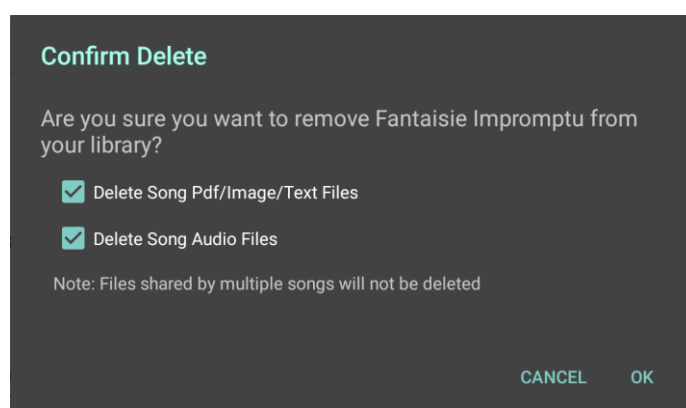 Confirm Delete
Are you sure you want to remove Fantaisie Impromptu from
your library?
Delete Song Pdf/Image/Text Files
Delete Song Audio Files
Note: Files shared by multiple songs will not be deleted
CANCEL OK